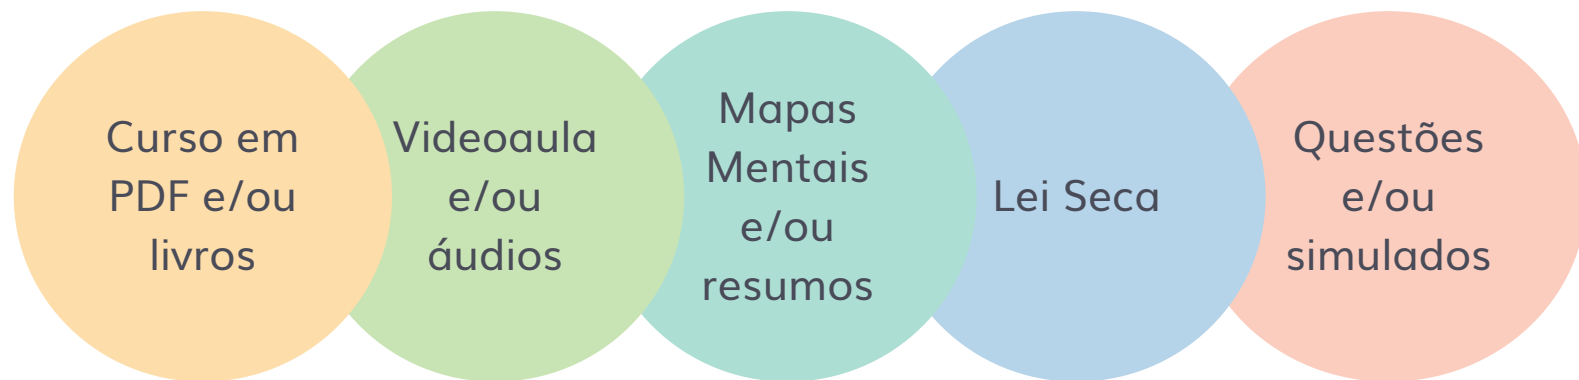 Curso em
PDF e/ou
livros
Videoaula
e/ou
áudios
Mapas
Mentais
e/ou
resumos
Lei Seca
Questões
e/ou
simulados